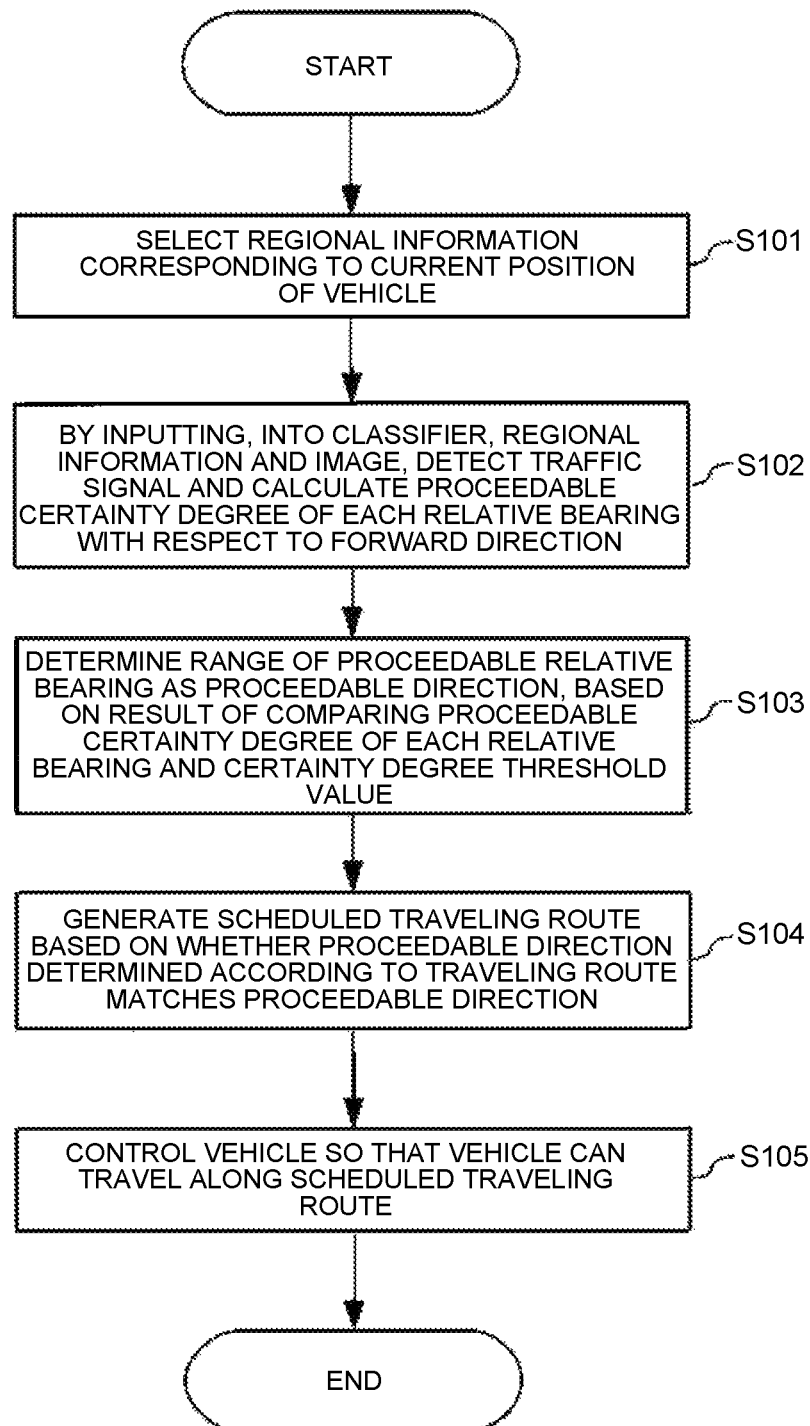 START
SELECT REGIONAL INFORMATION
CORRESPONDING TO CURRENT POSITION
OF VEHICLE
S101
BY INPUTTING, INTO CLASSIFIER, REGIONAL
INFORMATION AND IMAGE, DETECT TRAFFIC
SIGNAL AND CALCULATE PROCEEDABLE
CERTAINTY DEGREE OF EACH RELATIVE BEARING
WITH RESPECT TO FORWARD DIRECTION
S102
DETERMINE RANGE OF PROCEEDABLE RELATIVE
BEARING AS PROCEEDABLE DIRECTION, BASED
ON RESULT OF COMPARING PROCEEDABLE
CERTAINTY DEGREE OF EACH RELATIVE
BEARING AND CERTAINTY DEGREE THRESHOLD
VALUE
S103
GENERATE SCHEDULED TRAVELING ROUTE
BASED ON WHETHER PROCEEDABLE DIRECTION
DETERMINED ACCORDING TO TRAVELING ROUTE
MATCHES PROCEEDABLE DIRECTION
S104
CONTROL VEHICLE SO THAT VEHICLE CAN
TRAVEL ALONG SCHEDULED TRAVELING
ROUTE
S105
END